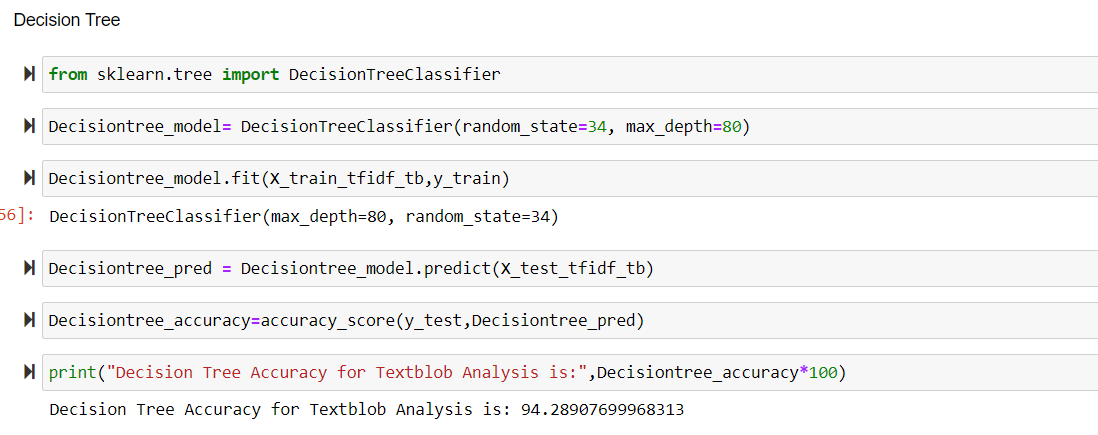 Decision Tree
from sklearn.tree import DecisionTreeClassifier
Decisiontree_model= DecisionTreeClassifier(random_state=34, max_depth=80)
Decisiontree_model.fit(X_train_tfidf_tb,y_train)
56]: DecisionTreeClassifier(max_depth=80, random_state=34)
Decisiontree_pred = Decisiontree_model.predict(X_test_tfidf_tb)
Decisiontree_accuracy=accuracy_score(y_test,Decisiontree_pred)
print("Decision Tree Accuracy for Textblob Analysis is:",Decisiontree_accuracy*100)
Decision Tree Accuracy for Textblob Analysis is: 94.28907699968313